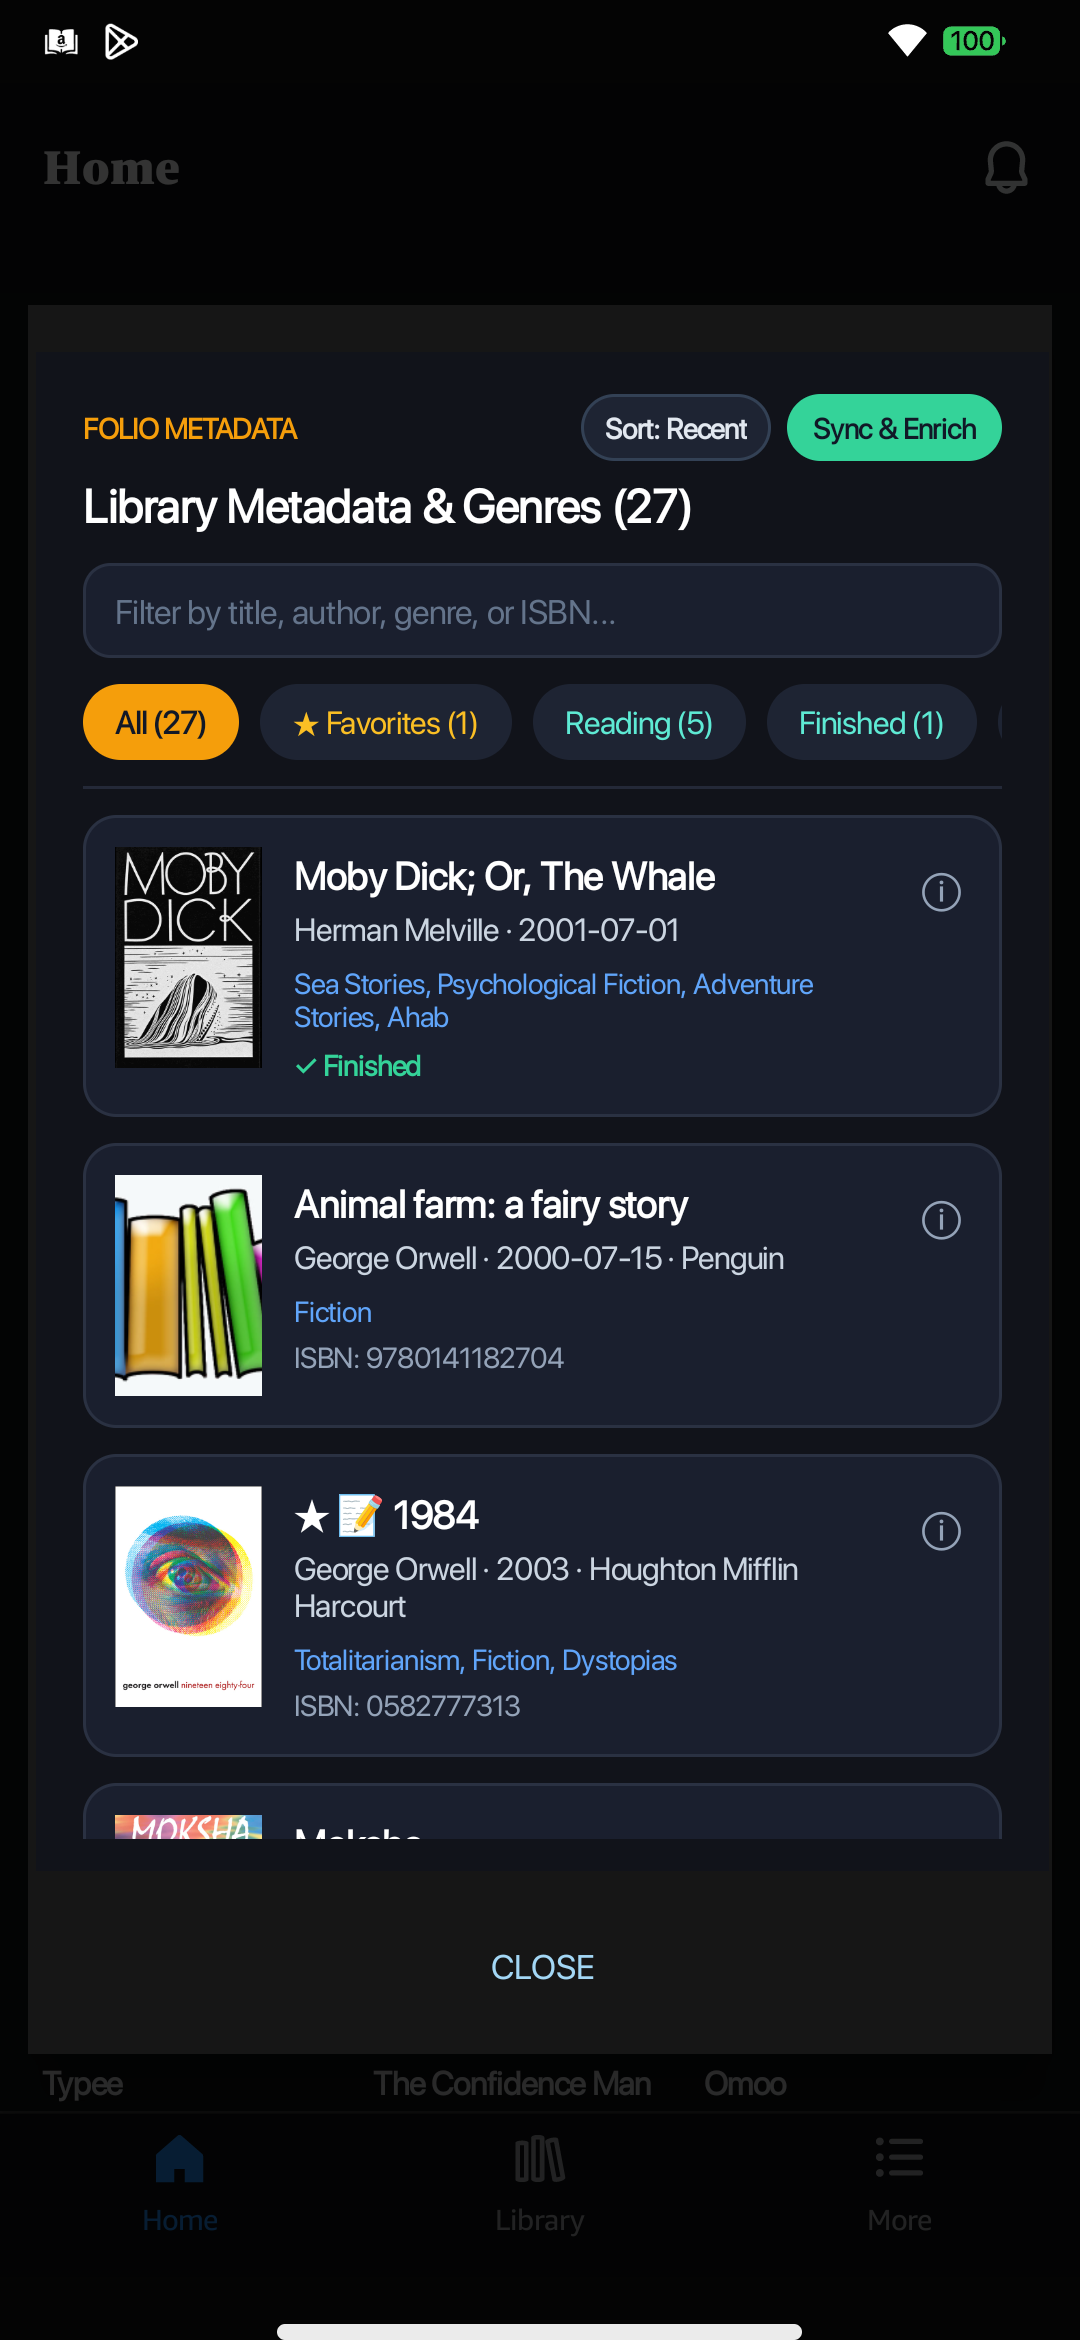 100
Home
FOLIO METADATA
Sort: Recent
Sync & Enrich
Library Metadata & Genres (27)
Filter by title, author, genre, or ISBN...
All (27)
★ Favorites (1)
Reading (5)
Finished (1)
MOBY
DICK
Moby Dick; Or, The Whale
Herman Melville · 2001-07-01
Sea Stories, Psychological Fiction, Adventure
Stories, Ahab
✓ Finished
Animal farm: a fairy story
George Orwell · 2000-07-15 · Penguin
Fiction
ISBN: 9780141182704
★ 📝 1984
George Orwell · 2003 · Houghton Mifflin
Harcourt
Totalitarianism, Fiction, Dystopias
ISBN: 0582777313
george orwell nineteen eighty-four
MOKSHA
Moksha
CLOSE
Typee
The Confidence Man
Omoo
Home
Library
More